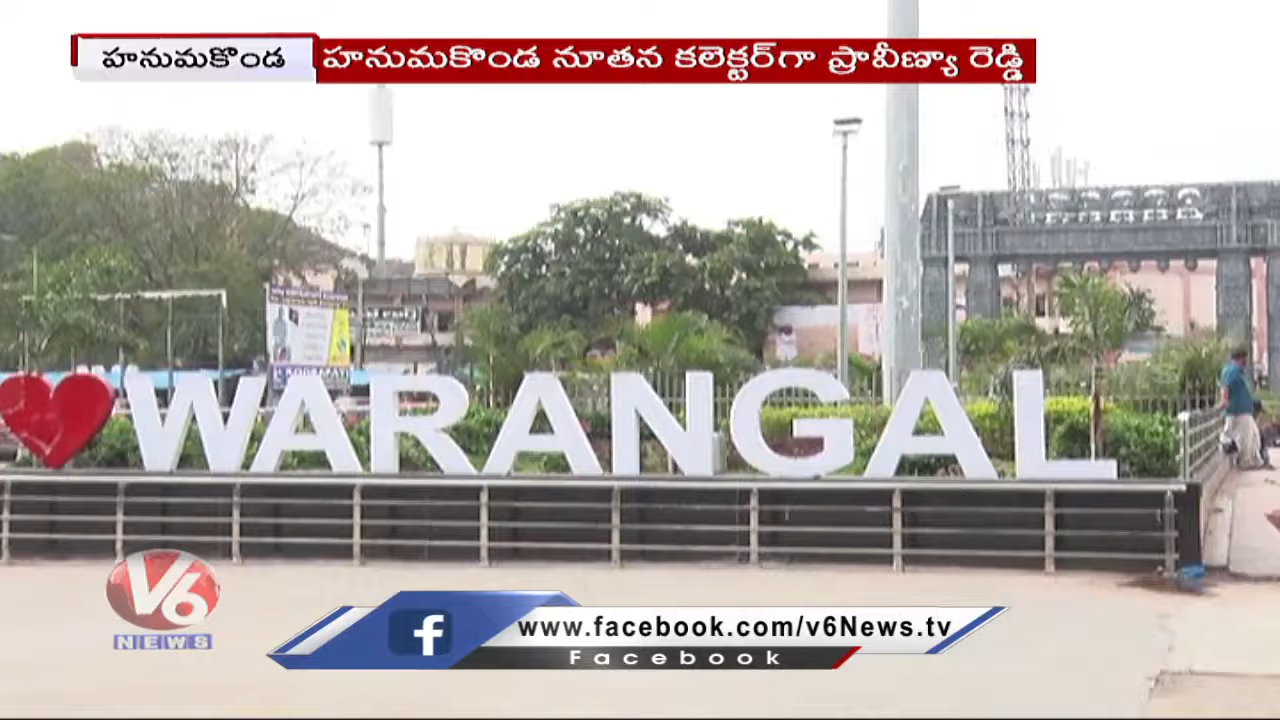 హనుమకొండ
హనుమకొండ నూతన కలెక్టర్‌గా ప్రావీణ్యా రెడ్డి
WARANGAL
V6
NEWS
www.facebook.com/v6News.tv
Facebook